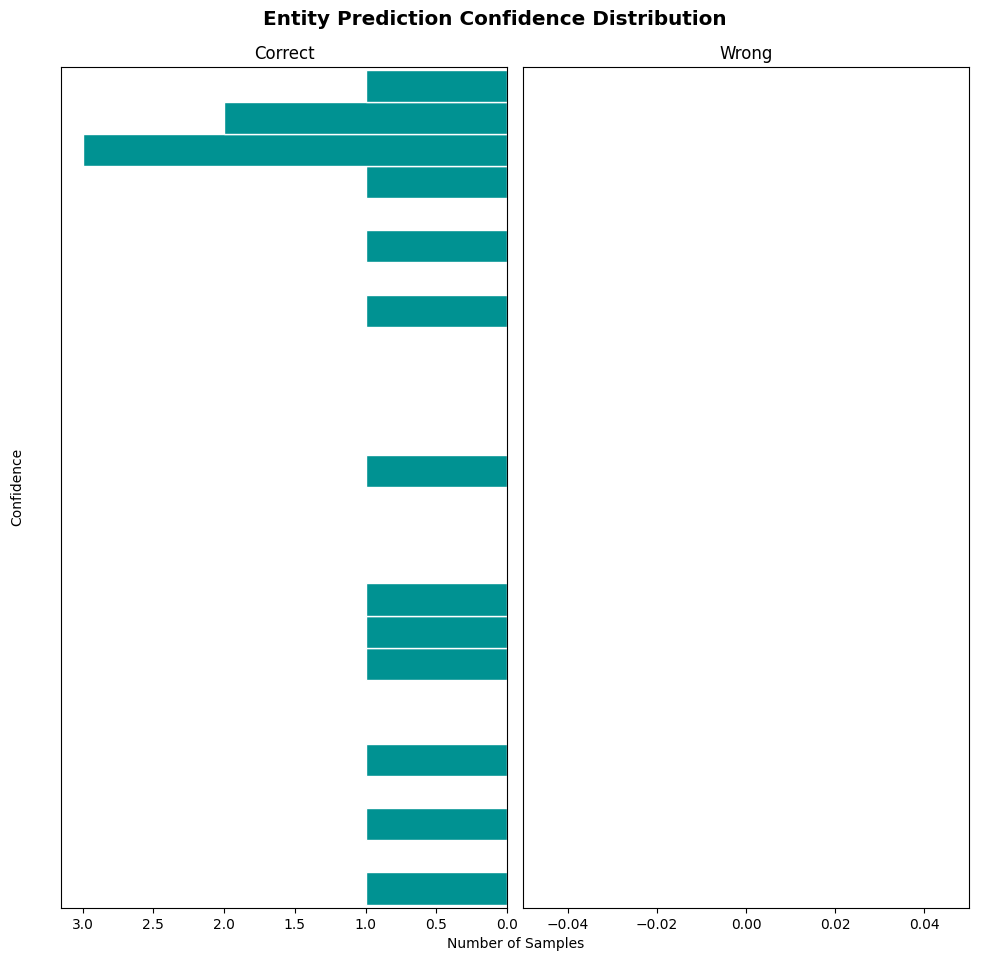 Entity Prediction Confidence Distribution
Correct
Wrong
Confidence
3.0 2.5 2.0 1.5 1.0 0.5 0.0
−0.04 −0.02 0.00 0.02 0.04
Number of Samples